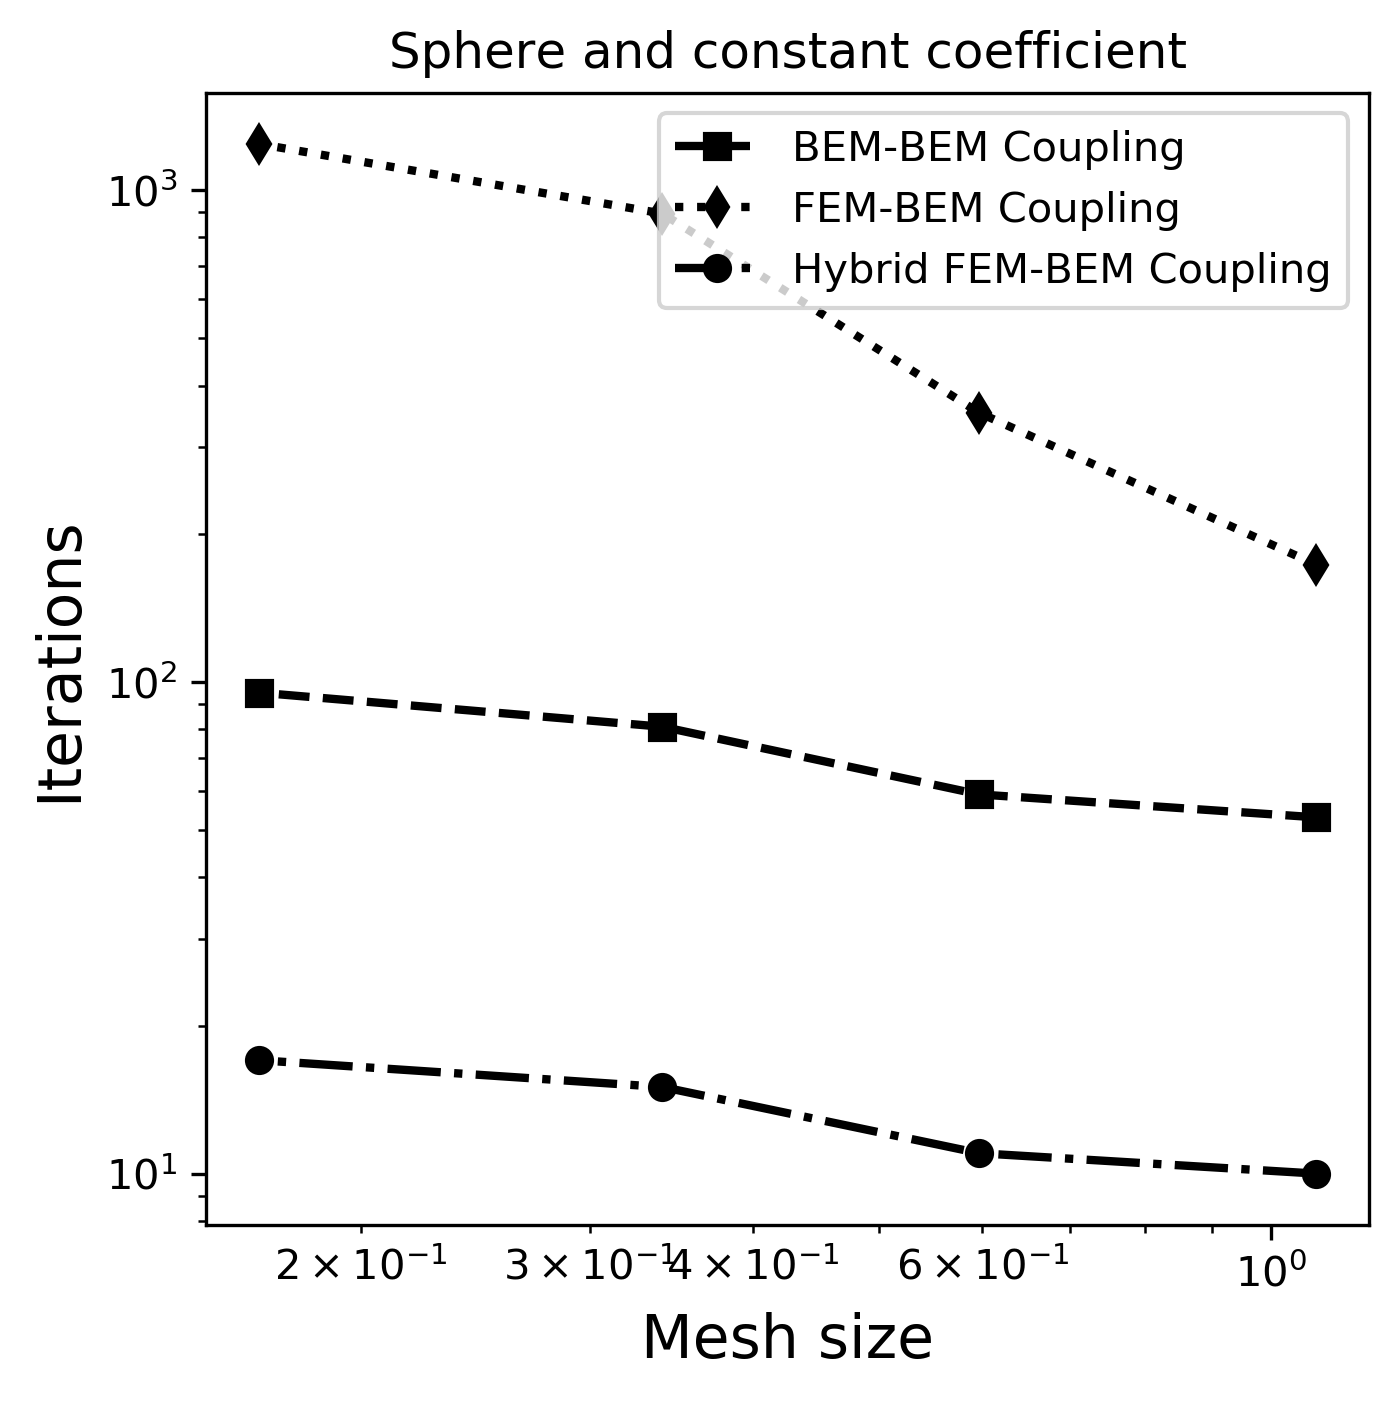 Sphere and constant coefficient
BEM-BEM Coupling
FEM-BEM Coupling
Hybrid FEM-BEM Coupling
10³
10²
10¹
Iterations
2 × 10⁻¹
3 × 10⁻¹
4 × 10⁻¹
6 × 10⁻¹
10⁰
Mesh size